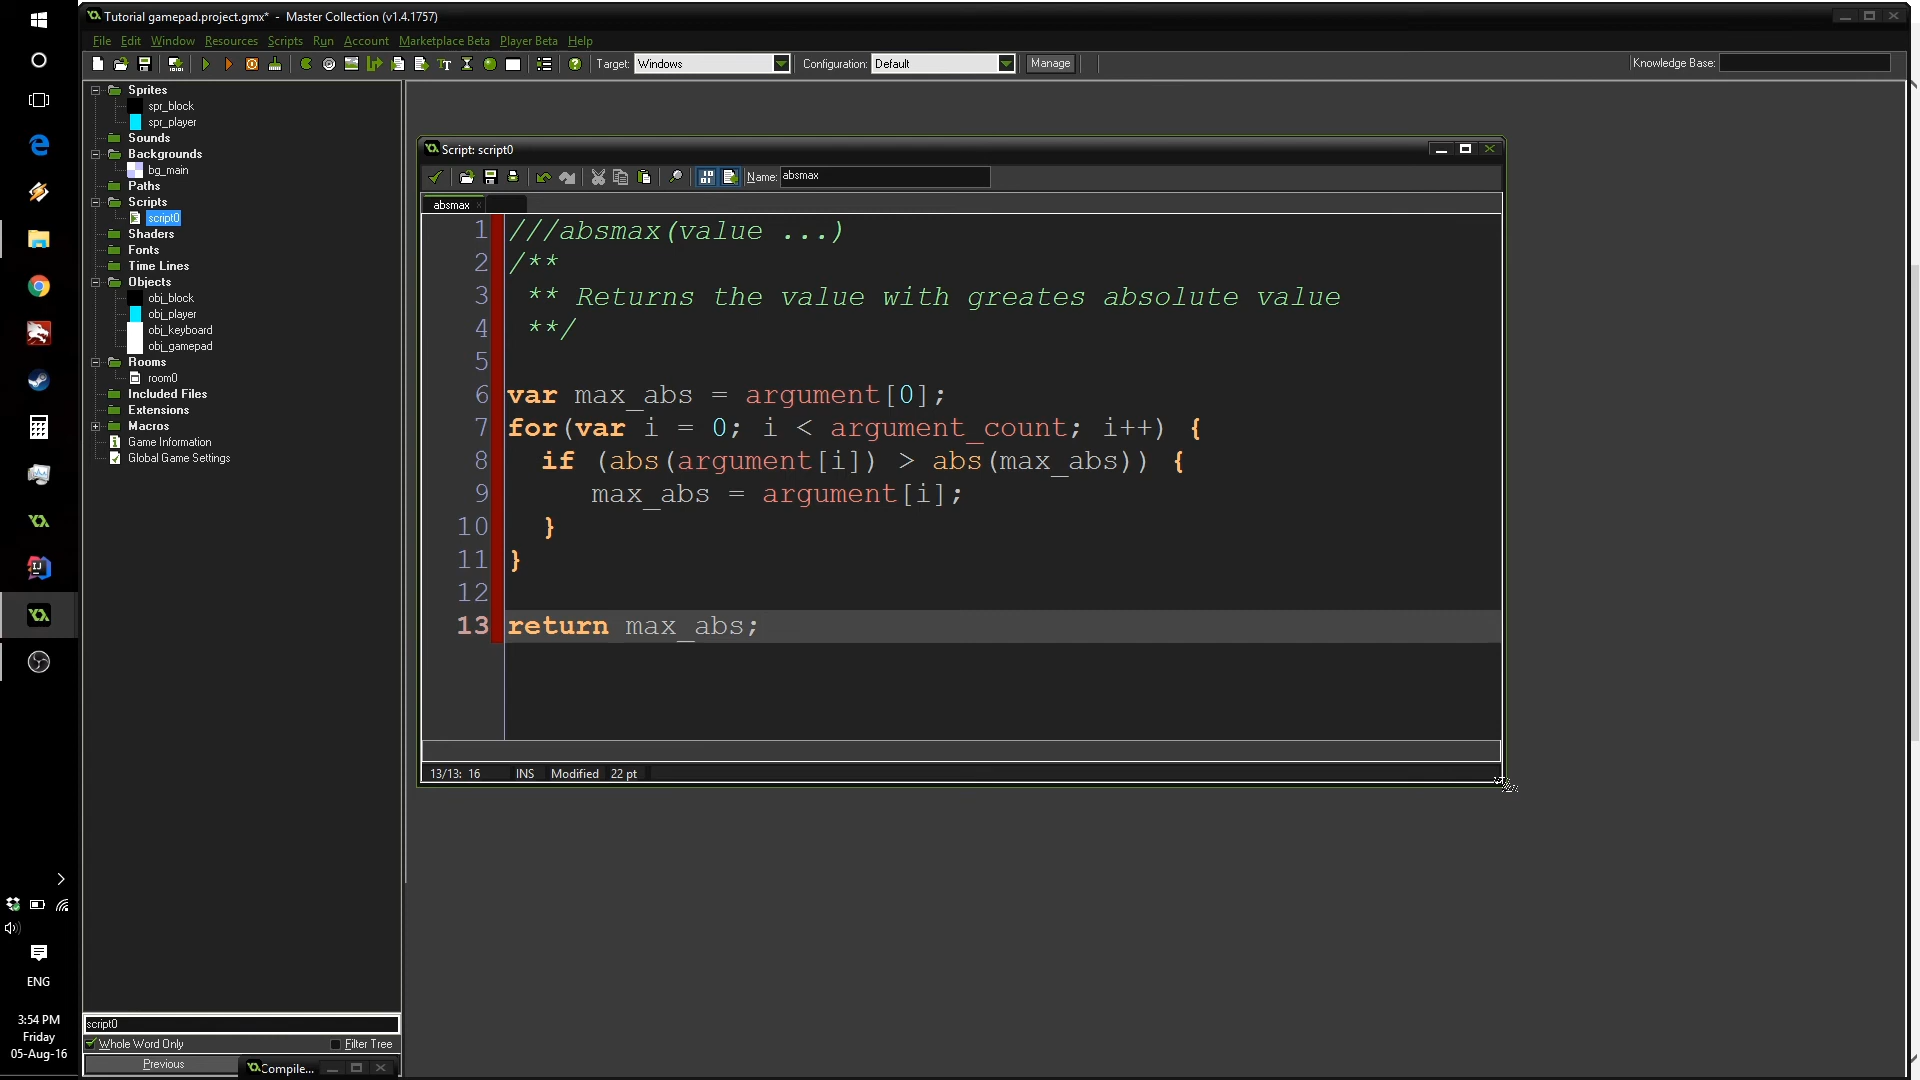 Tutorial gamepad.project.gmx* - Master Collection (v1.4.1757)
File Edit Window Resources Scripts Run Account Marketplace Beta Player Beta Help
Target: Windows Configuration: Default Manage Knowledge Base:
Sprites
spr_block
spr_player
Sounds
Backgrounds
bg_main
Paths
Scripts
script0
Shaders
Fonts
Time Lines
Objects
obj_block
obj_player
obj_keyboard
obj_gamepad
Rooms
room0
Included Files
Extensions
Macros
Game Information
Global Game Settings
Script: script0
Name: absmax
absmax
1 ///absmax(value ...)
2 /**
3 ** Returns the value with greates absolute value
4 **/
5
6 var max_abs = argument[0];
7 for(var i = 0; i < argument_count; i++) {
8 if (abs(argument[i]) > abs(max_abs)) {
9 max_abs = argument[i];
10 }
11 }
12
13 return max_abs;
13/13: 16 INS Modified 22 pt
ENG
3:54 PM
Friday
05-Aug-16
script0
Whole Word Only Filter Tree
Previous Compile...